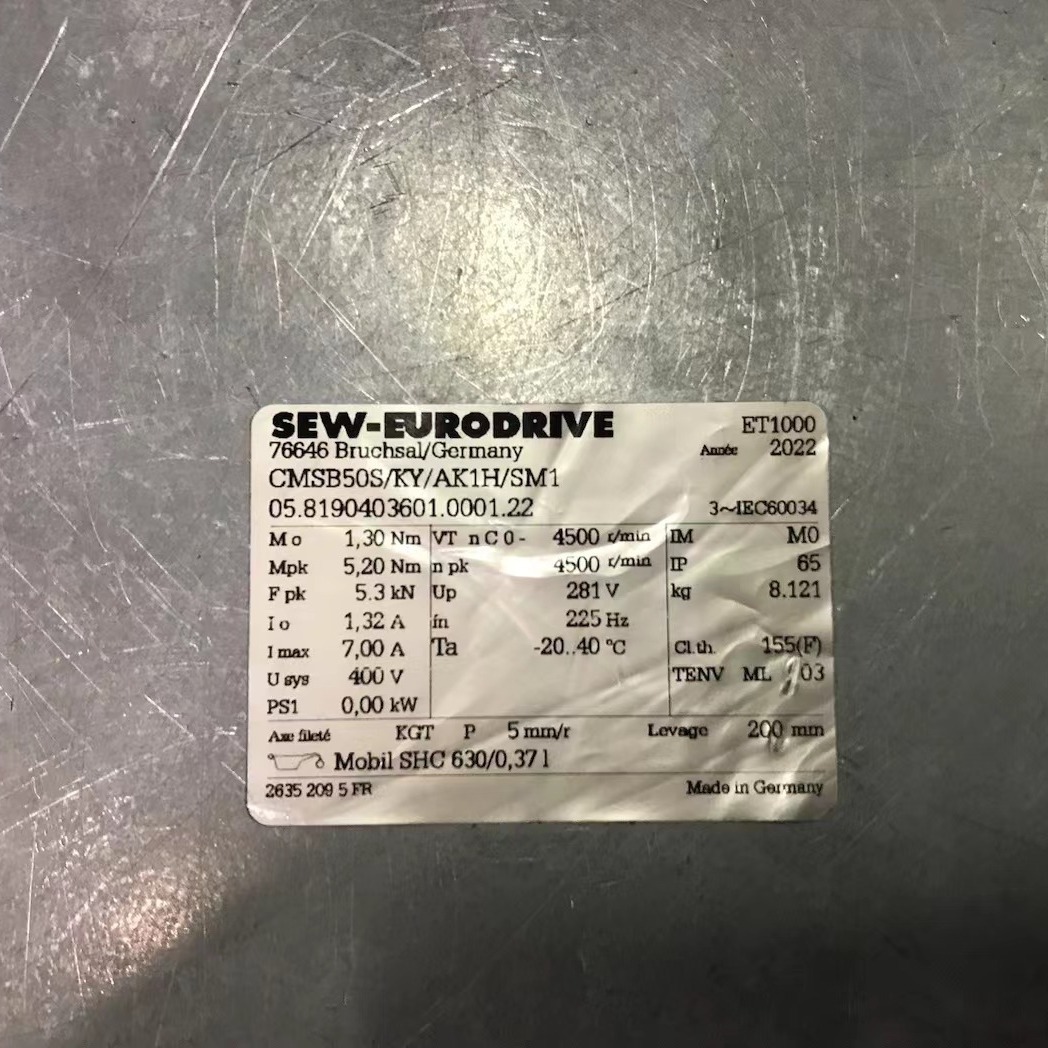 SEW-EURODRIVE ET1000
76646 Bruchsal/Germany Année 2022
CMSB50S/KY/AK1H/SM1
05.8190403601.0001.22 3~IEC60034
Mo 1,30 Nm VT nC0- 4500 r/min IM M0
Mpk 5,20 Nm n pk 4500 r/min IP 65
F pk 5.3 kN Up 281 V kg 8.121
Io 1,32 A fn 225 Hz
I max 7,00 A Ta -20..40 °C Cl.th. 155(F)
U sys 400 V TENV ML 03
PS1 0,00 kW
Axe fileté KGT P 5 mm/r Levage 200 mm
Mobil SHC 630/0,37 l
2635 209 5 FR Made in Germany